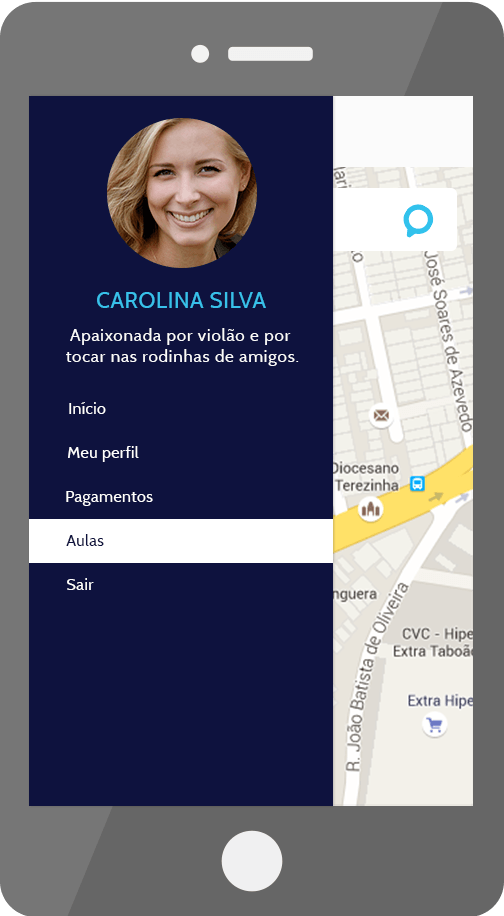 CAROLINA SILVA
Apaixonada por violão e por
tocar nas rodinhas de amigos.
Início
Meu perfil
Pagamentos
Aulas
Sair
José Soares de Azevedo
Diocesano
Terezinha
nguera
R. João Batista de Oliveira
CVC - Hipe
Extra Taboão
Extra Hipe